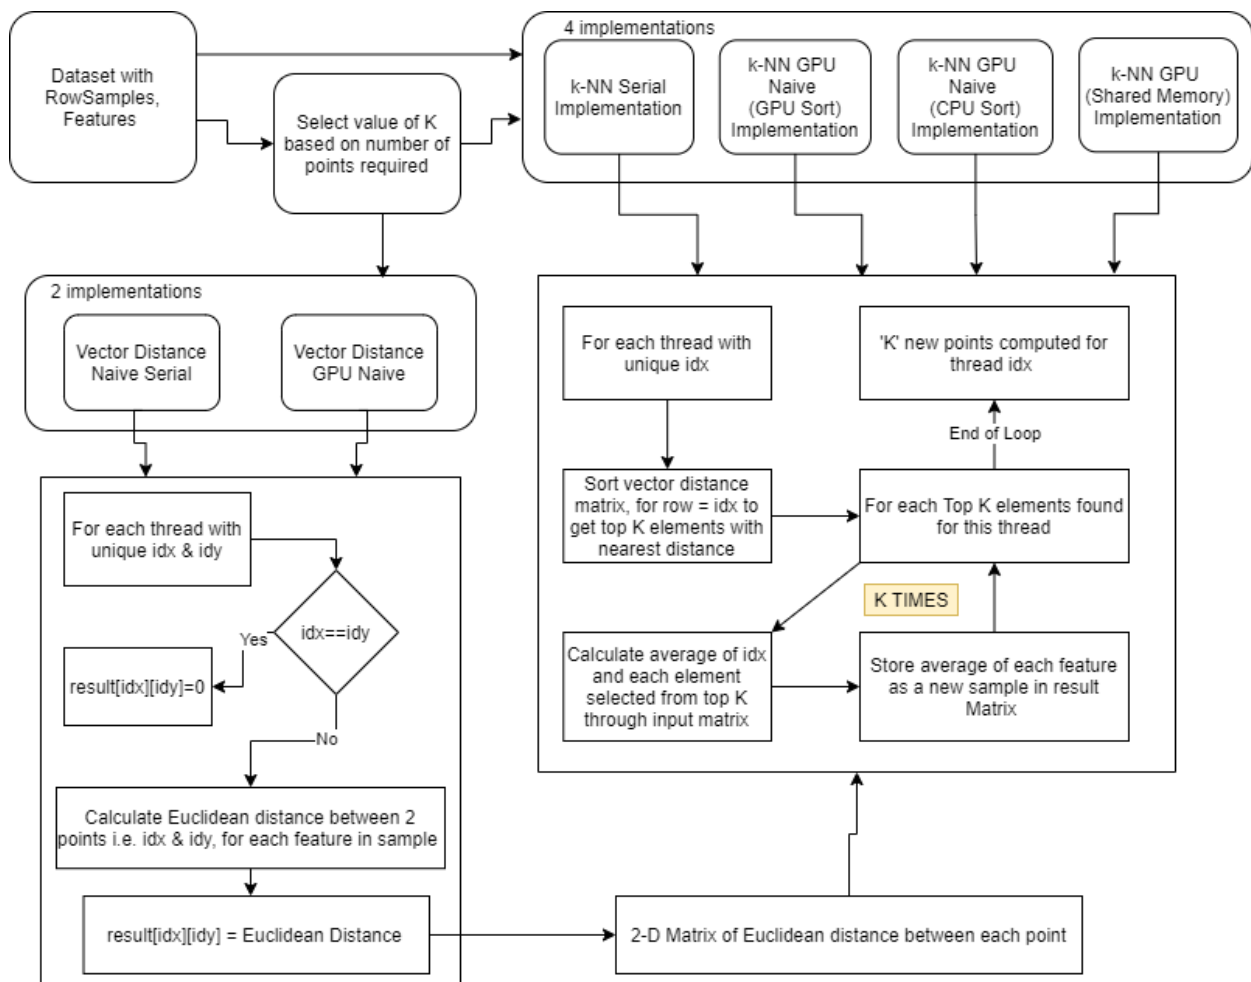 Dataset with
RowSamples,
Features
Select value of K
based on number of
points required
4 implementations
k-NN Serial
Implementation
k-NN GPU
Naive
(GPU Sort)
Implementation
k-NN GPU
Naive
(CPU Sort)
Implementation
k-NN GPU
(Shared Memory)
Implementation
2 implementations
Vector Distance
Naive Serial
Vector Distance
GPU Naive
For each thread with
unique idx & idy
idx==idy
Yes
result[idx][idy]=0
No
Calculate Euclidean distance between 2
points i.e. idx & idy, for each feature in sample
result[idx][idy] = Euclidean Distance
2-D Matrix of Euclidean distance between each point
For each thread with
unique idx
'K' new points computed for
thread idx
End of Loop
Sort vector distance
matrix, for row = idx to
get top K elements with
nearest distance
For each Top K elements found
for this thread
K TIMES
Calculate average of idx
and each element
selected from top K
through input matrix
Store average of each feature
as a new sample in result
Matrix